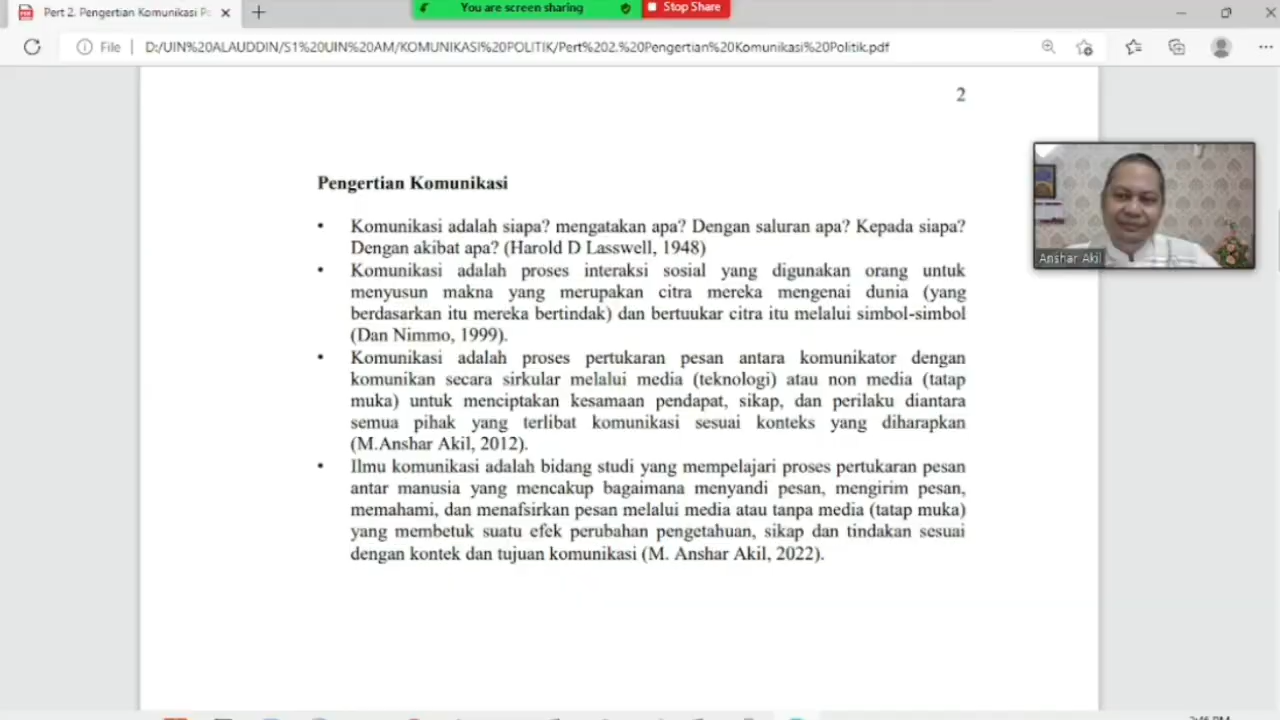 Pert 2. Pengertian Komunikasi Po
You are screen sharing
Stop Share
File
D:/UIN%20ALAUDDIN/S1%20UIN%20AM/KOMUNIKASI%20POLITIK/Pert%202.%20Pengertian%20Komunikasi%20Politik.pdf
2
Pengertian Komunikasi
• Komunikasi adalah siapa? mengatakan apa? Dengan saluran apa? Kepada siapa?
Dengan akibat apa? (Harold D Lasswell, 1948)
• Komunikasi adalah proses interaksi sosial yang digunakan orang untuk
menyusun makna yang merupakan citra mereka mengenai dunia (yang
berdasarkan itu mereka bertindak) dan bertuukar citra itu melalui simbol-simbol
(Dan Nimmo, 1999).
• Komunikasi adalah proses pertukaran pesan antara komunikator dengan
komunikan secara sirkular melalui media (teknologi) atau non media (tatap
muka) untuk menciptakan kesamaan pendapat, sikap, dan perilaku diantara
semua pihak yang terlibat komunikasi sesuai konteks yang diharapkan
(M.Anshar Akil, 2012).
• Ilmu komunikasi adalah bidang studi yang mempelajari proses pertukaran pesan
antar manusia yang mencakup bagaimana menyandi pesan, mengirim pesan,
memahami, dan menafsirkan pesan melalui media atau tanpa media (tatap muka)
yang membetuk suatu efek perubahan pengetahuan, sikap dan tindakan sesuai
dengan kontek dan tujuan komunikasi (M. Anshar Akil, 2022).
Anshar Akil